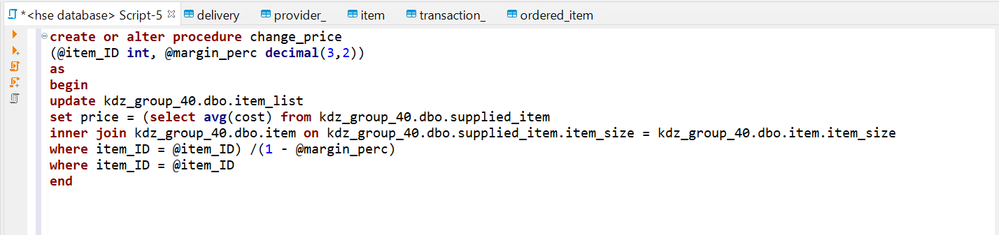 *<hse database> Script-5 delivery provider_ item transaction_ ordered_item
create or alter procedure change_price
(@item_ID int, @margin_perc decimal(3,2))
as
begin
update kdz_group_40.dbo.item_list
set price = (select avg(cost) from kdz_group_40.dbo.supplied_item
inner join kdz_group_40.dbo.item on kdz_group_40.dbo.supplied_item.item_size = kdz_group_40.dbo.item.item_size
where item_ID = @item_ID) /(1 - @margin_perc)
where item_ID = @item_ID
end